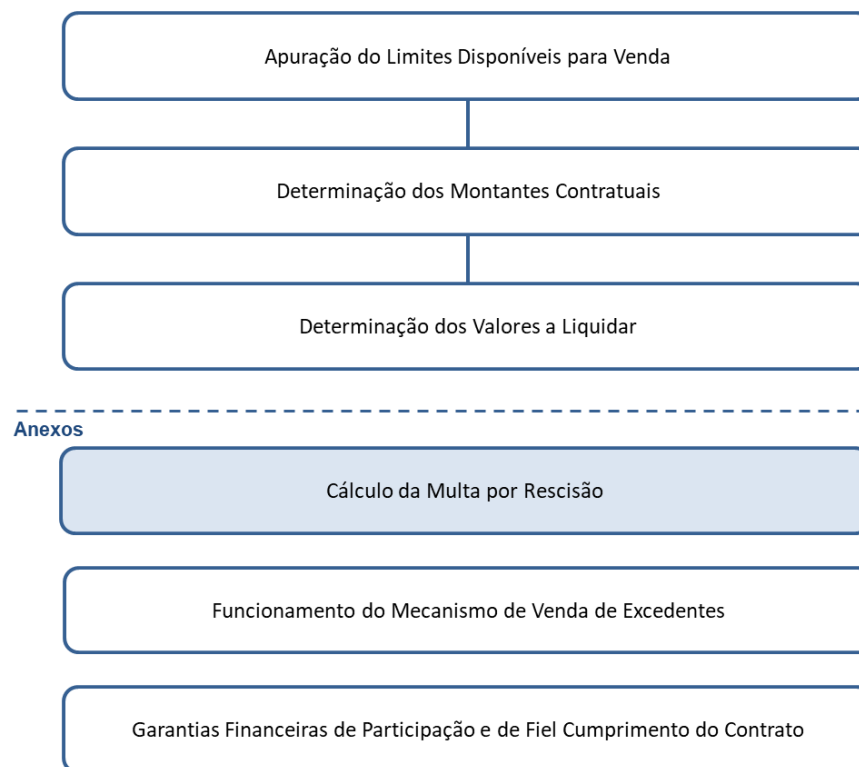 Apuração do Limites Disponíveis para Venda
Determinação dos Montantes Contratuais
Determinação dos Valores a Liquidar
Anexos
Cálculo da Multa por Rescisão
Funcionamento do Mecanismo de Venda de Excedentes
Garantias Financeiras de Participação e de Fiel Cumprimento do Contrato